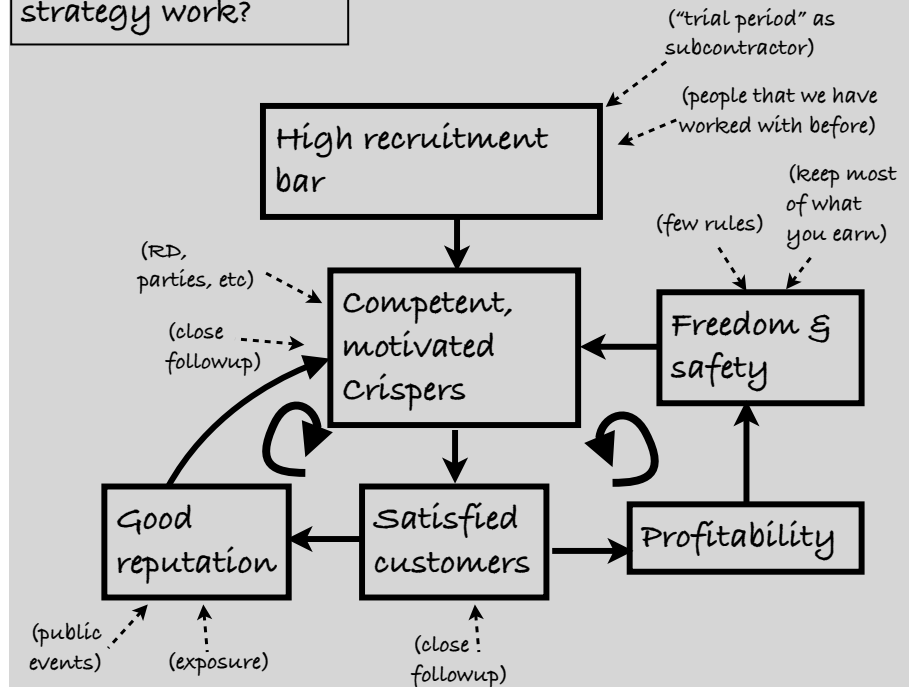 strategy work?
("trial period" as
subcontractor)
(people that we have
worked with before)
High recruitment
bar
(keep most
of what
you earn)
(few rules)
(RD,
parties, etc)
Competent,
motivated
Crispers
Freedom &
safety
(close
followup)
Good
reputation
Satisfied
customers
Profitability
(public
events)
(exposure)
(close
followup)